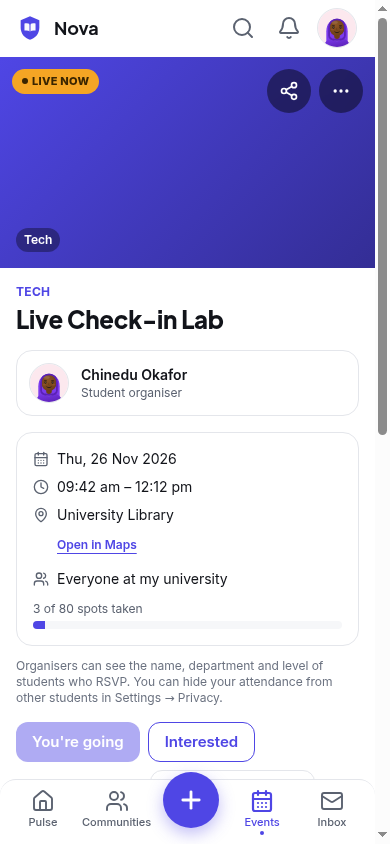 Nova
LIVE NOW
Tech
TECH
Live Check-in Lab
Chinedu Okafor
Student organiser
Thu, 26 Nov 2026
09:42 am – 12:12 pm
University Library
Open in Maps
Everyone at my university
3 of 80 spots taken
Organisers can see the name, department and level of
students who RSVP. You can hide your attendance from
other students in Settings → Privacy.
You're going
Interested
Pulse
Communities
Events
Inbox